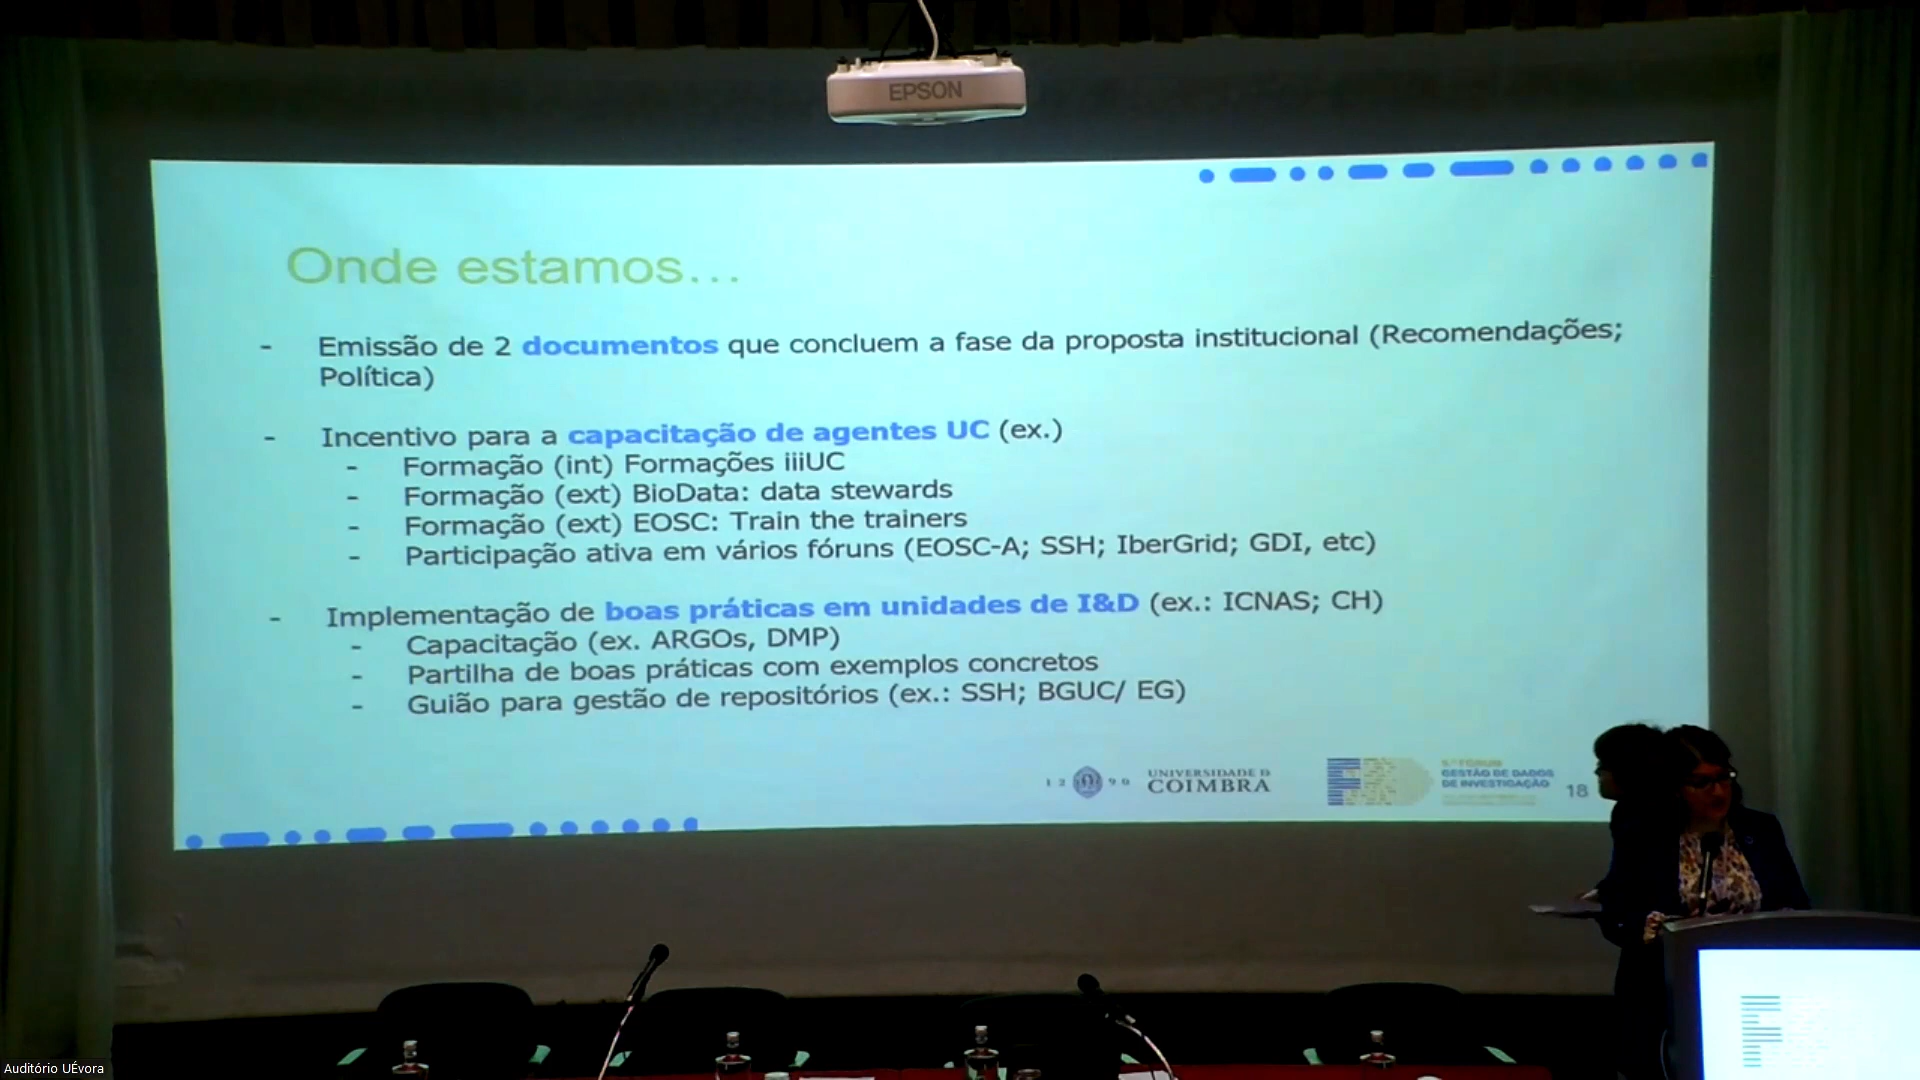 EPSON
Onde estamos...
- Emissão de 2 documentos que concluem a fase da proposta institucional (Recomendações;
Política)
- Incentivo para a capacitação de agentes UC (ex.)
- Formação (int) Formações iiiUC
- Formação (ext) BioData: data stewards
- Formação (ext) EOSC: Train the trainers
- Participação ativa em vários fóruns (EOSC-A; SSH; IberGrid; GDI, etc)
- Implementação de boas práticas em unidades de I&D (ex.: ICNAS; CH)
- Capacitação (ex. ARGOs, DMP)
- Partilha de boas práticas com exemplos concretos
- Guião para gestão de repositórios (ex.: SSH; BGUC/ EG)
12 90
UNIVERSIDADE D
COIMBRA
FÓRUM
GESTÃO DE DADOS
DE INVESTIGAÇÃO
18
Auditório UÉvora